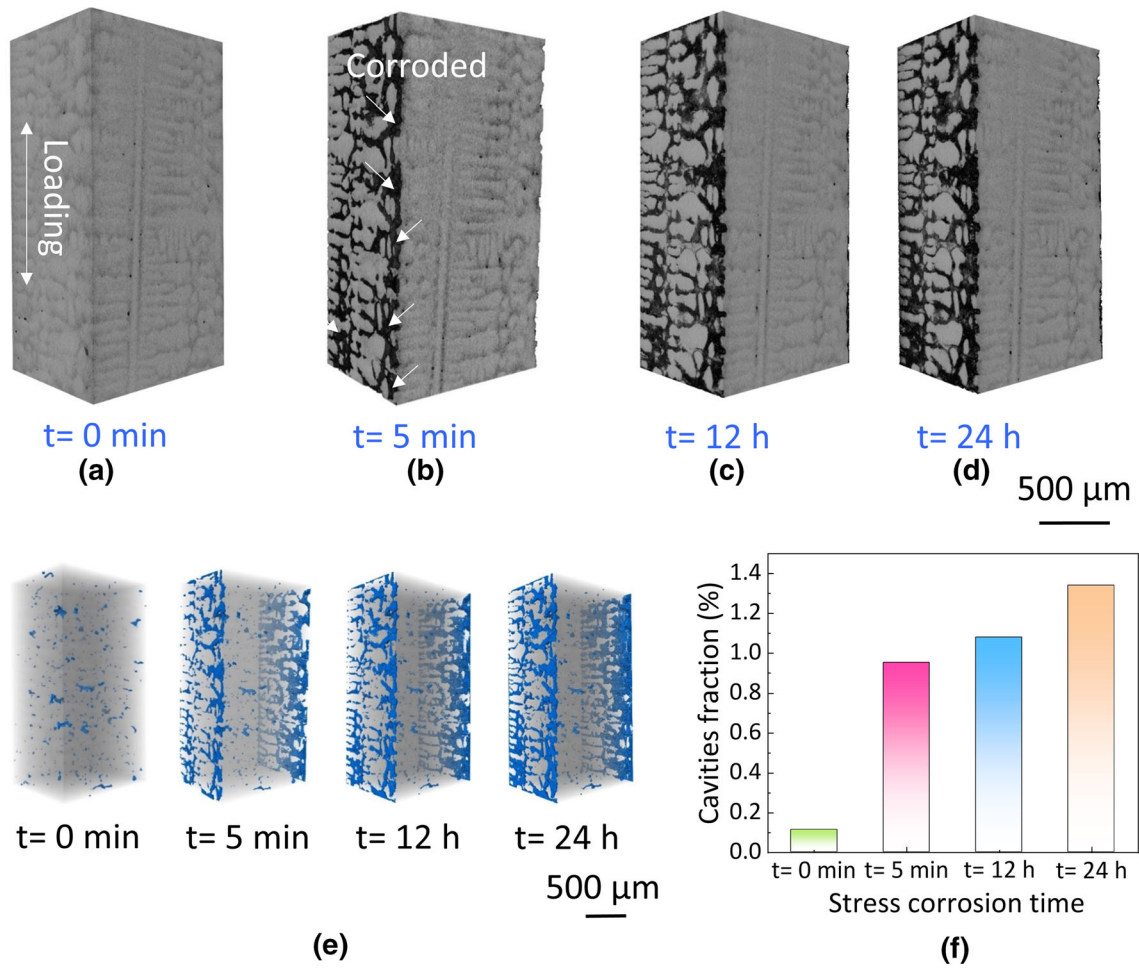 Loading
Corroded
t= 0 min
t= 5 min
t= 12 h
t= 24 h
(a)
(b)
(c)
(d)
500 μm
t= 0 min
t= 5 min
t= 12 h
t= 24 h
500 μm
(e)
Cavities fraction (%)
1.4
1.2
1.0
0.8
0.6
0.4
0.2
0.0
t= 0 min
t= 5 min
t= 12 h
t= 24 h
Stress corrosion time
(f)